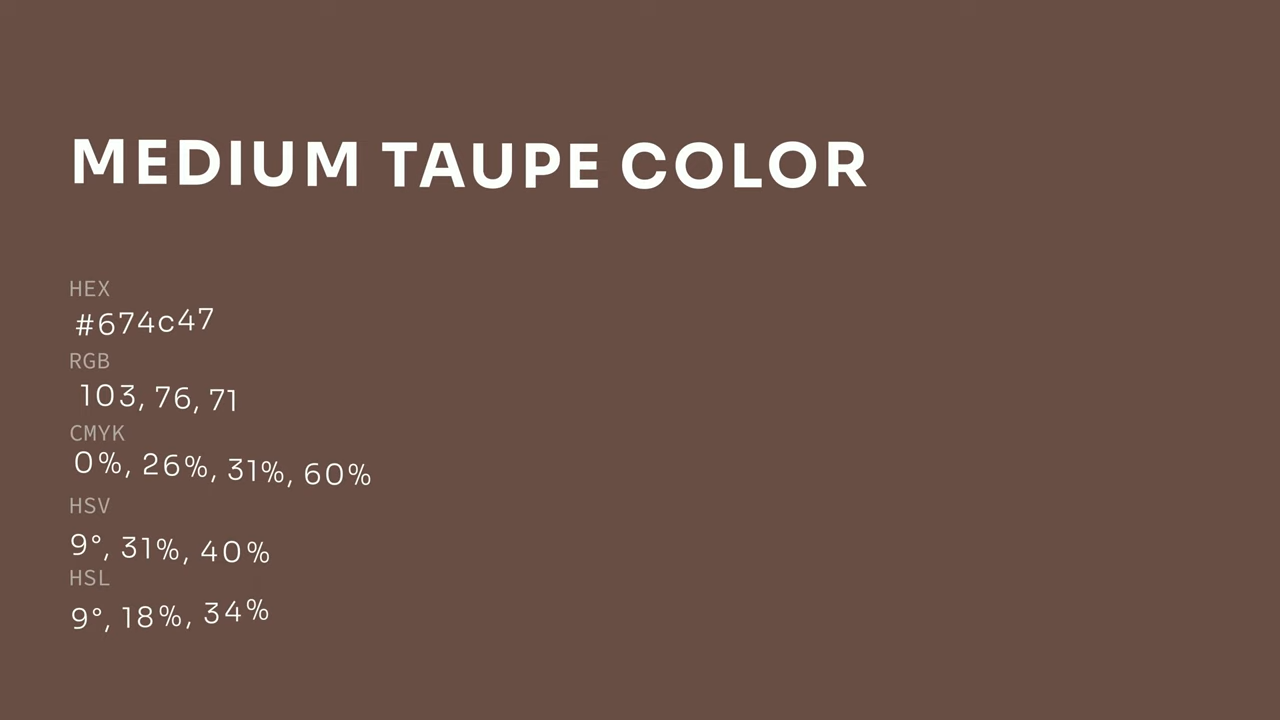 MEDIUM TAUPE COLOR
HEX
#674c47
RGB
103, 76, 71
CMYK
0%, 26%, 31%, 60%
HSV
9°, 31%, 40%
HSL
9°, 18%, 34%